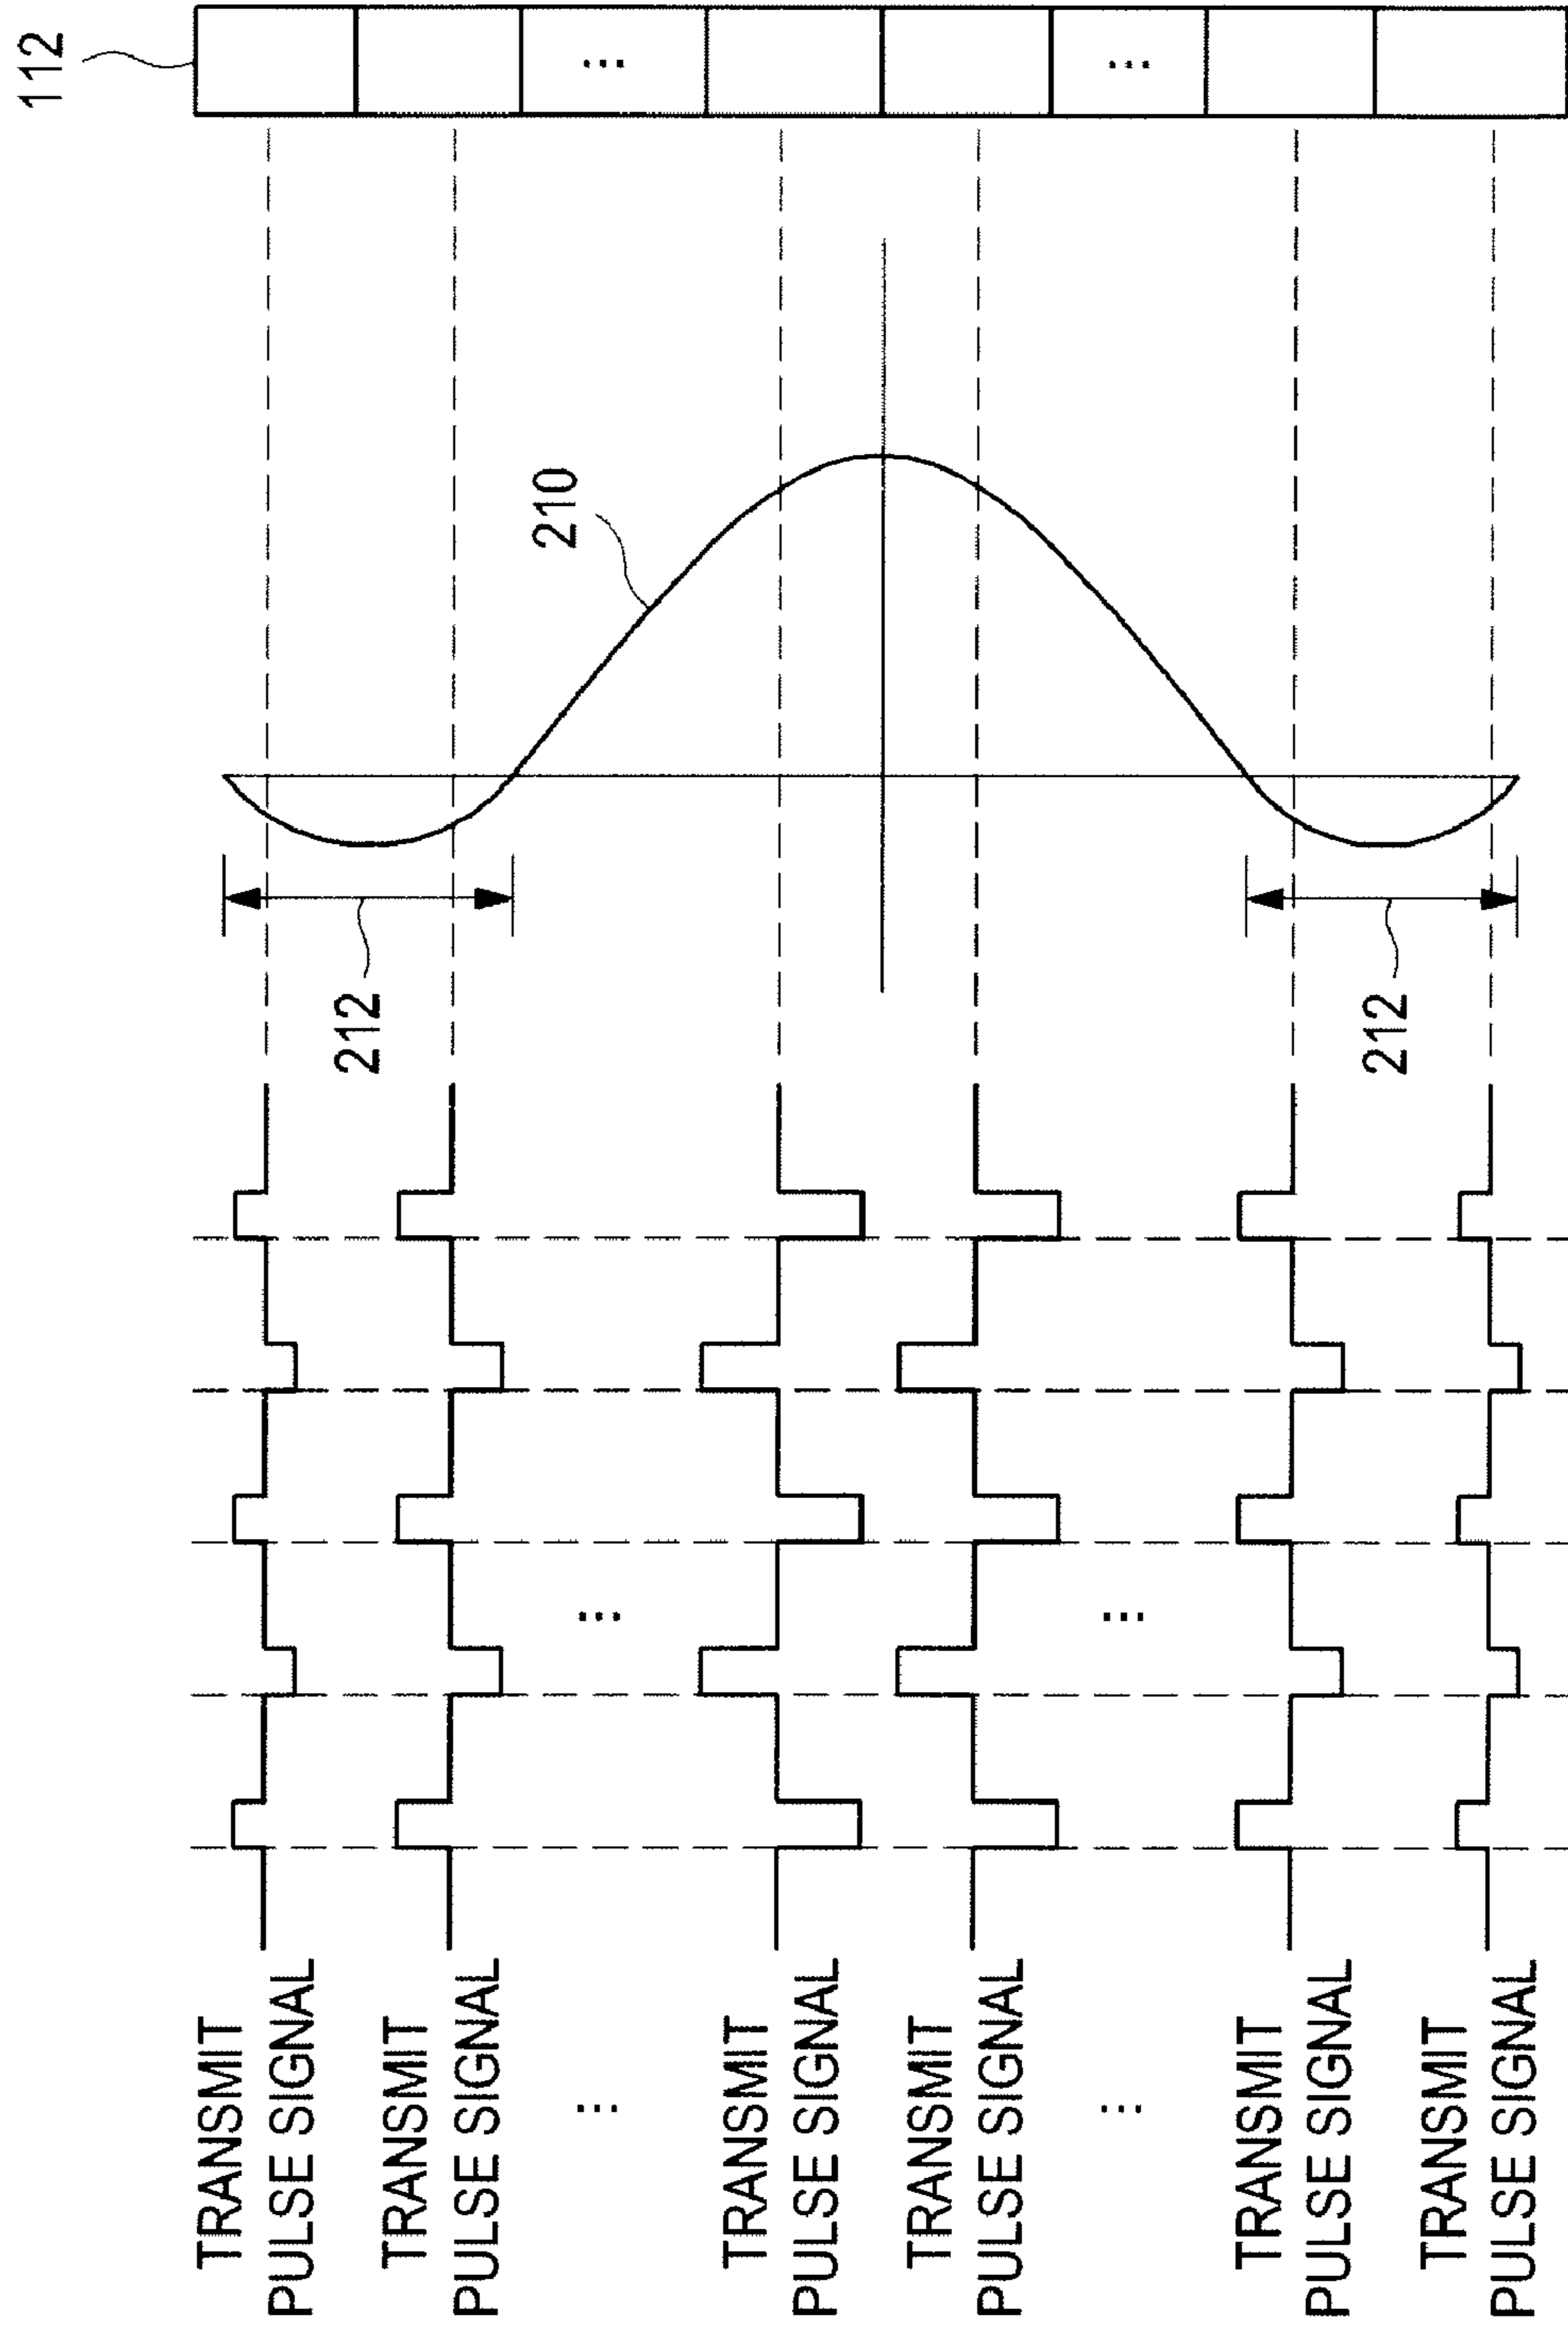 112
...
...
210
212
212
...
...
TRANSMIT
PULSE SIGNAL
TRANSMIT
PULSE SIGNAL
...
TRANSMIT
PULSE SIGNAL
TRANSMIT
PULSE SIGNAL
...
TRANSMIT
PULSE SIGNAL
TRANSMIT
PULSE SIGNAL